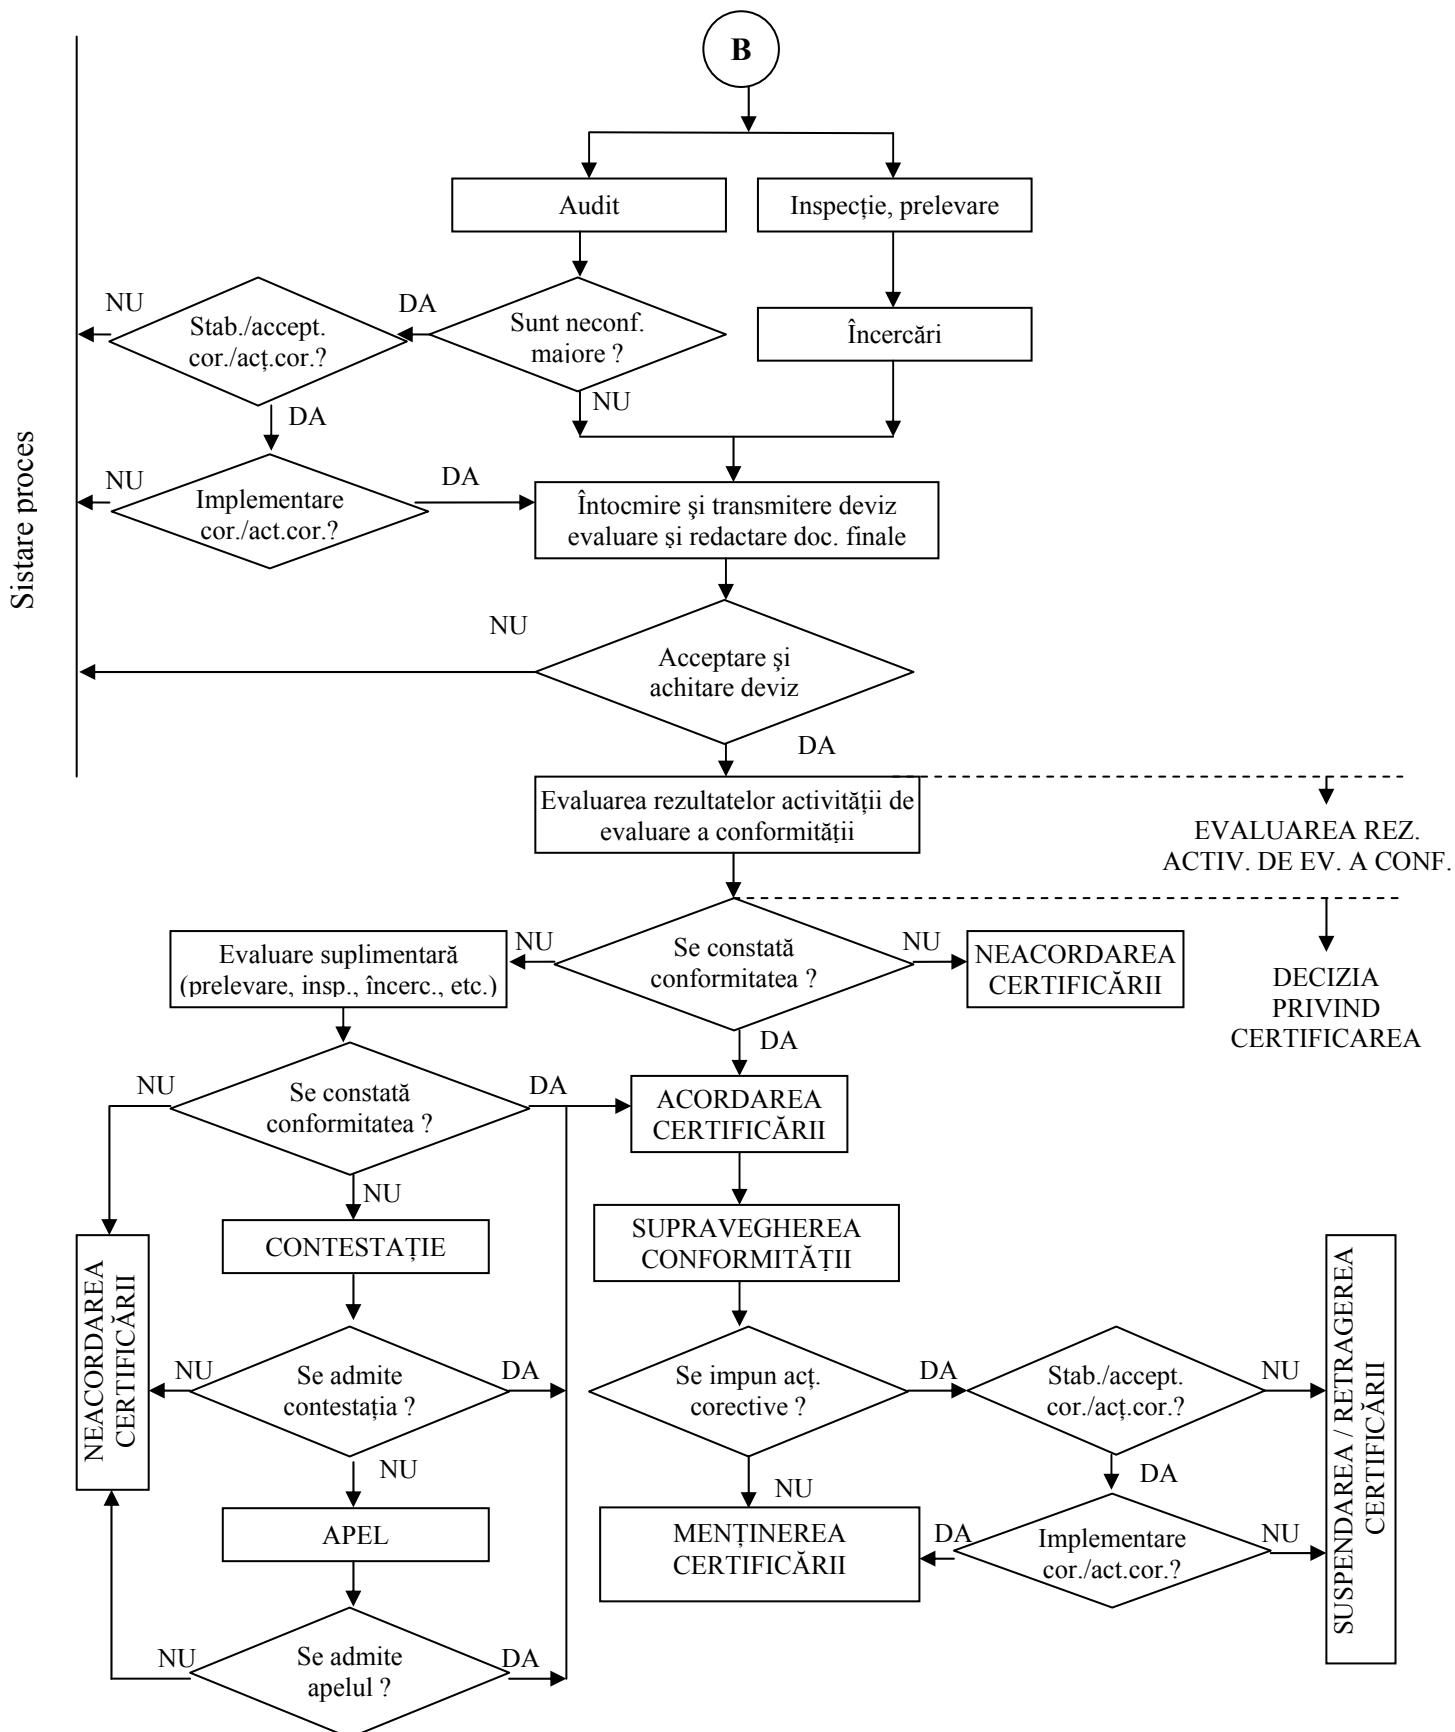 B
Audit
Inspecție, prelevare
NU
Stab./accept.
cor./acț.cor.?
DA
Sunt neconf.
majore ?
Încercări
NU
DA
Sistare proces
NU
Implementare
cor./act.cor.?
DA
Întocmire și transmitere deviz
evaluare și redactare doc. finale
NU
Acceptare și
achitare deviz
DA
Evaluarea rezultatelor activității de
evaluare a conformității
EVALUAREA REZ.
ACTIV. DE EV. A CONF.
Evaluare suplimentară
(prelevare, insp., încerc., etc.)
NU
Se constată
conformitatea ?
NU
NEACORDAREA
CERTIFICĂRII
DECIZIA
PRIVIND
CERTIFICAREA
DA
NU
Se constată
conformitatea ?
DA
ACORDAREA
CERTIFICĂRII
NU
CONTESTAȚIE
SUPRAVEGHEREA
CONFORMITĂȚII
NEACORDAREA
CERTIFICĂRII
NU
Se admite
contestația ?
DA
Se impun acț.
corective ?
DA
Stab./accept.
cor./acț.cor.?
NU
SUSPENDAREA / RETRAGEREA
CERTIFICĂRII
NU
NU
DA
APEL
MENȚINEREA
CERTIFICĂRII
DA
Implementare
cor./act.cor.?
NU
NU
Se admite
apelul ?
DA